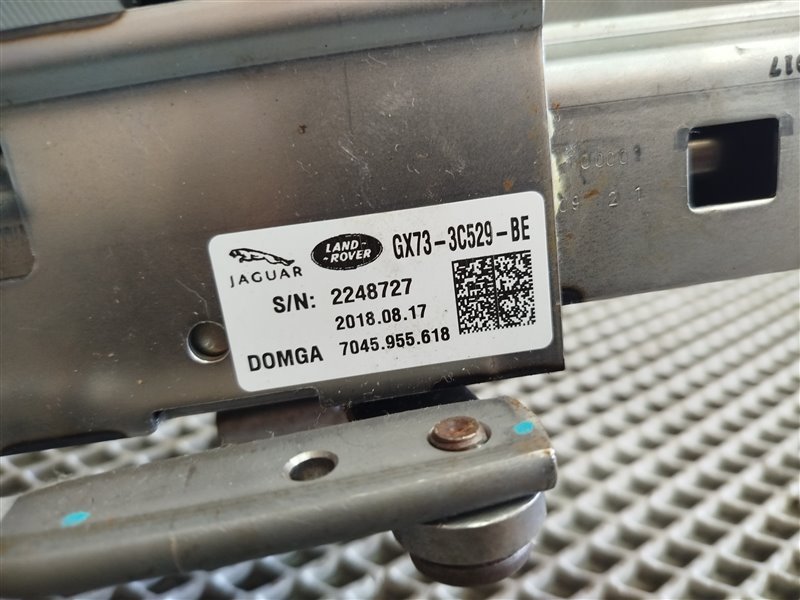 JAGUAR
LAND-
-ROVER
GX73-3C529-BE
S/N: 2248727
2018.08.17
DOMGA 7045.955.618